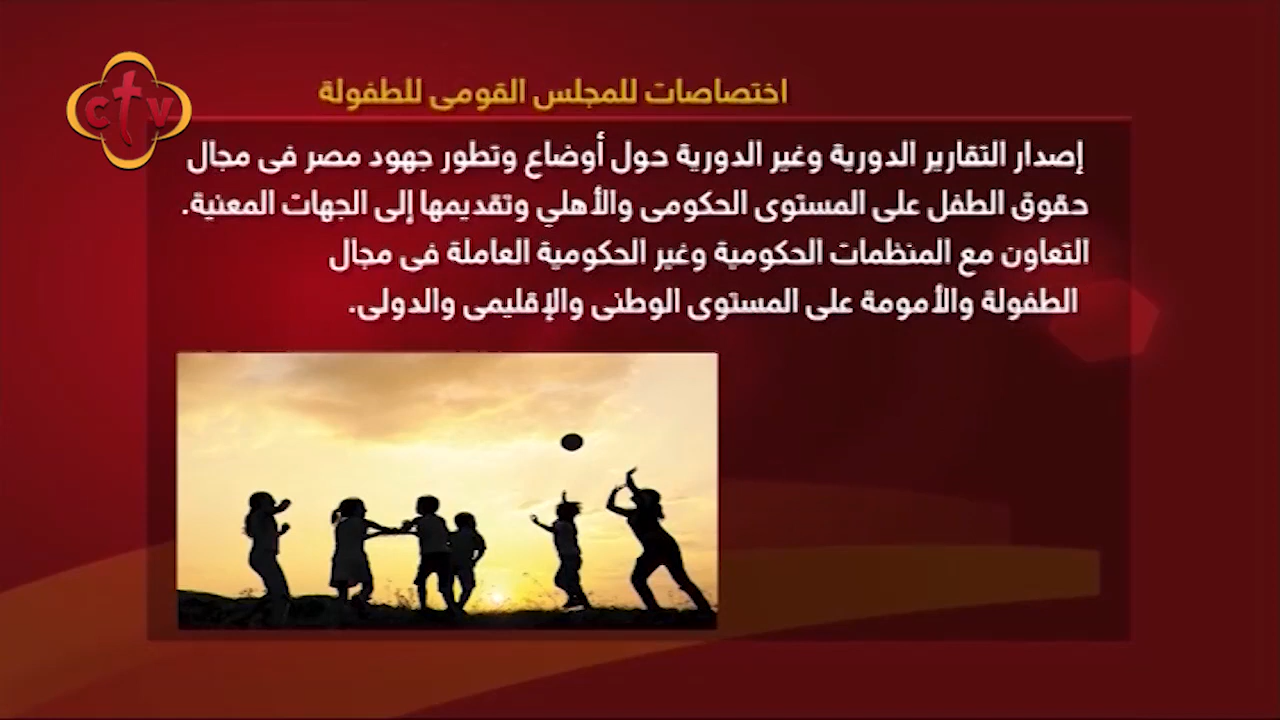 CTV
اختصاصات للمجلس القومى للطفولة
إصدار التقارير الدورية وغير الدورية حول أوضاع وتطور جهود مصر فى مجال
حقوق الطفل على المستوى الحكومى والأهلي وتقديمها إلى الجهات المعنية.
التعاون مع المنظمات الحكومية وغير الحكومية العاملة فى مجال
الطفولة والأمومة على المستوى الوطنى والإقليمى والدولى.